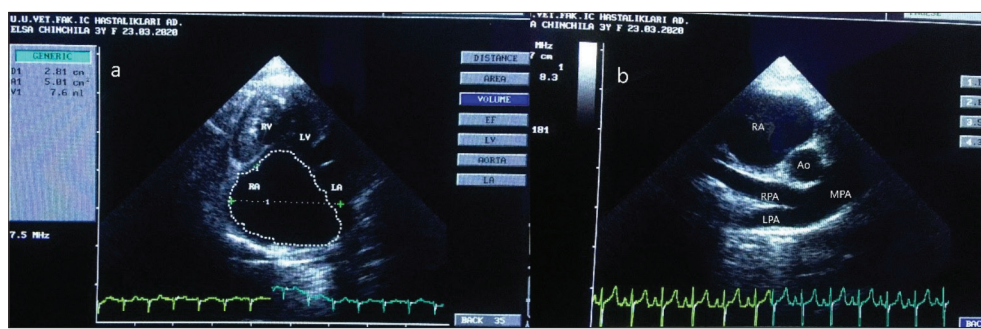 U.U.VET.FAK.IC HASTALIKLARI AD.
ELSA CHINCHILA 3Y F 23.03.2020
GENERIC
D1 2.81 cm
A1 5.01 cm²
V1 7.6 ml
7.5 MHz
a
RV
LV
RA
LA
1
DISTANCE
AREA
VOLUME
EF
LV
AORTA
LA
BACK 35
.VET.FAK.IC HASTALIKLARI AD.
A CHINCHILA 3Y F 23.03.2020
MHz
7 cm
1
8.3
181
b
RA
Ao
RPA
MPA
LPA